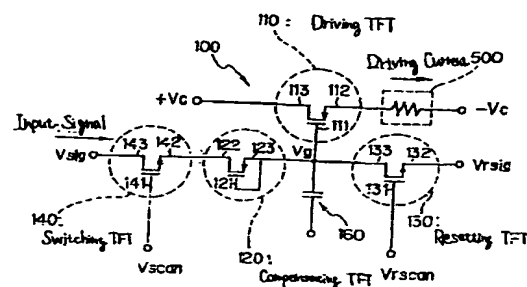 110: Driving TFT
100
Driving Current 500
113 112
+Vc
-Vc
111
Input-Signal
Vsig
143 142
122 123
Vg
133 132
Vrsig
141
121
131
140:
Switching TFT
160
130:
Resetting TFT
Vscan
120:
Compensating TFT
Vrscan